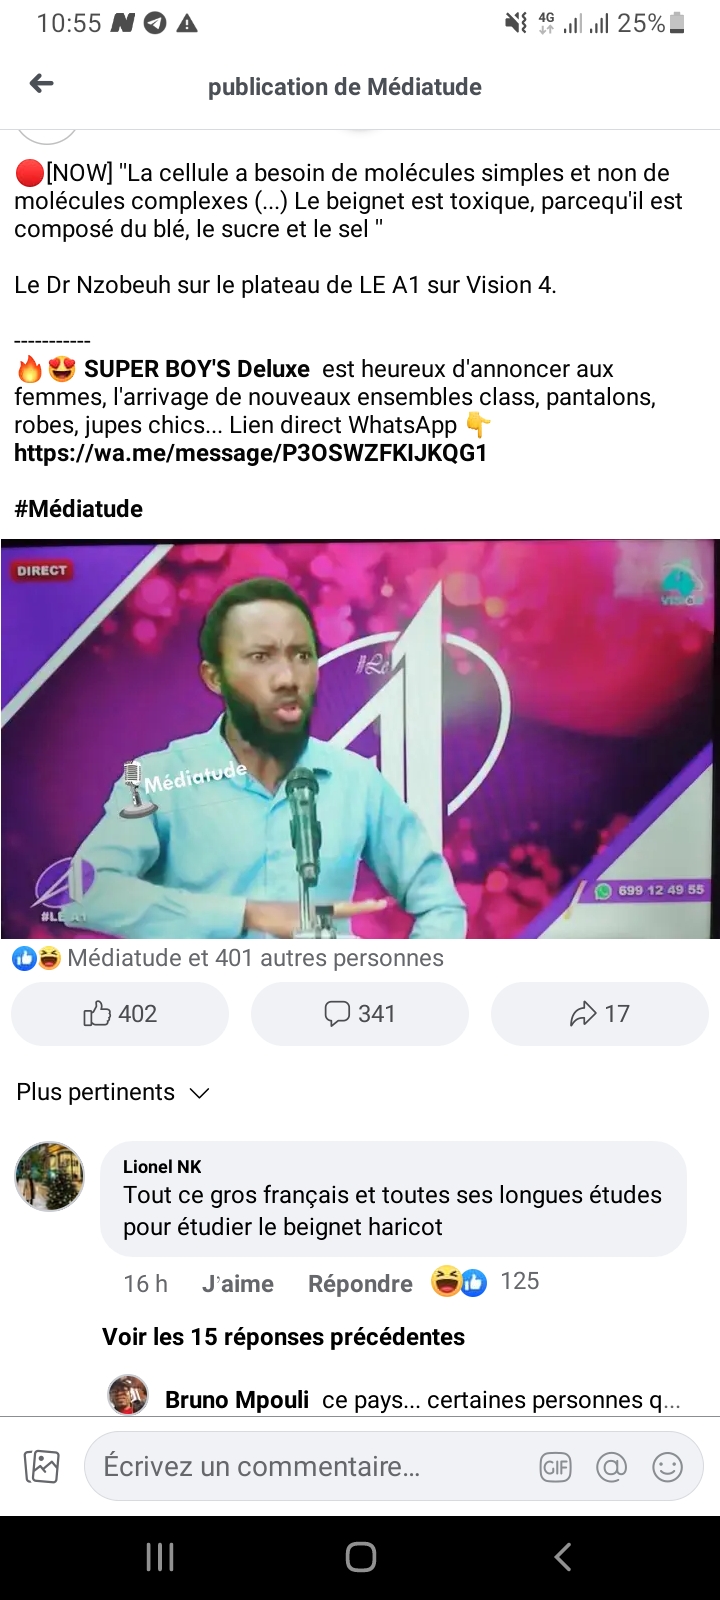 10:55
4G
25%
publication de Médiatude
🔴[NOW] "La cellule a besoin de molécules simples et non de
molécules complexes (...) Le beignet est toxique, parcequ'il est
composé du blé, le sucre et le sel "
Le Dr Nzobeuh sur le plateau de LE A1 sur Vision 4.
-----------
🔥😍 SUPER BOY'S Deluxe est heureux d'annoncer aux
femmes, l'arrivage de nouveaux ensembles class, pantalons,
robes, jupes chics... Lien direct WhatsApp 👇
https://wa.me/message/P3OSWZFKIJKQG1
#Médiatude
DIRECT
#Le
A1
Médiatude
#LE A1
699 12 49 55
Médiatude et 401 autres personnes
402
341
17
Plus pertinents
Lionel NK
Tout ce gros français et toutes ses longues études
pour étudier le beignet haricot
16 h J'aime Répondre 125
Voir les 15 réponses précédentes
Bruno Mpouli ce pays... certaines personnes q...
Écrivez un commentaire...
GIF